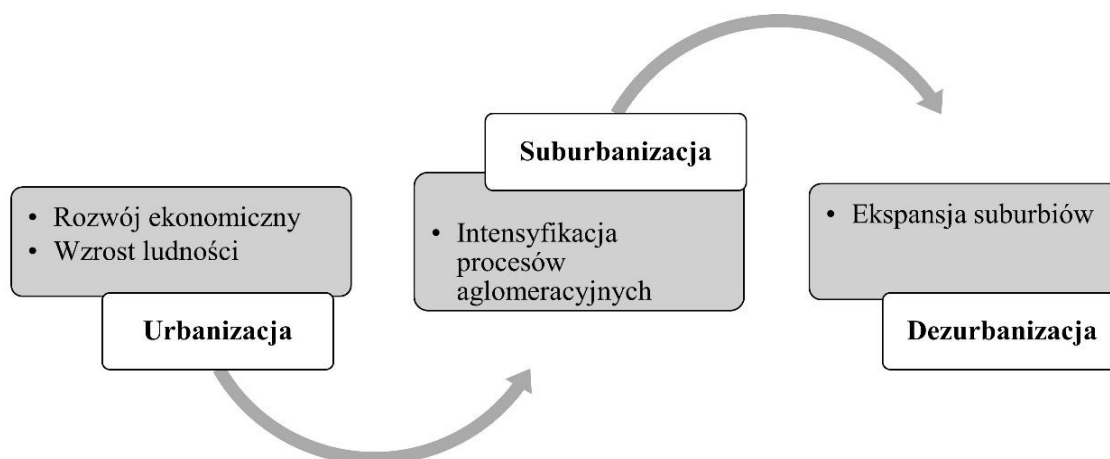 • Rozwój ekonomiczny
• Wzrost ludności
Urbanizacja
Suburbanizacja
• Intensyfikacja
procesów
aglomeracyjnych
• Ekspansja suburbiów
Dezurbanizacja